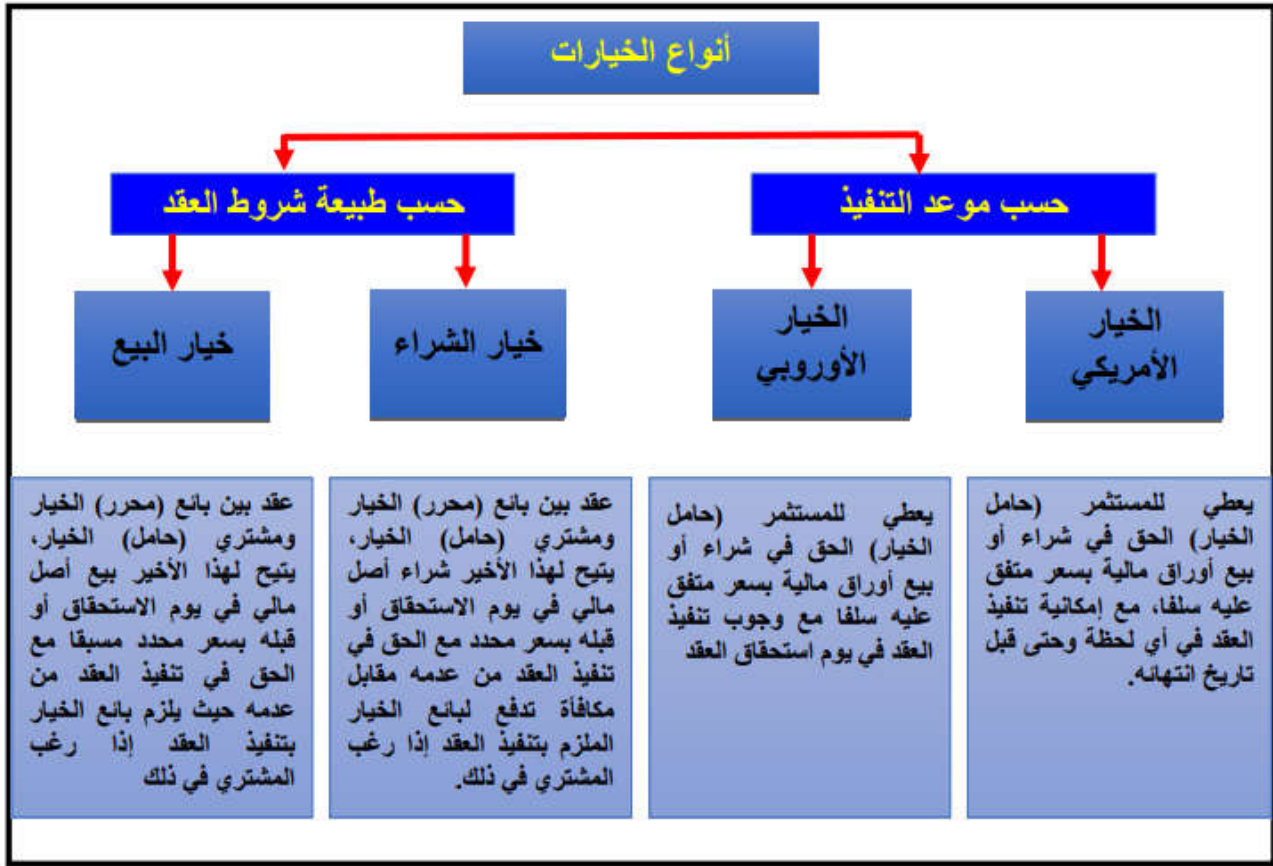 أنواع الخيارات
حسب موعد التنفيذ
حسب طبيعة شروط العقد
الخيار
الأمريكي
الخيار
الأوروبي
خيار الشراء
خيار البيع
يعطي للمستثمر (حامل
الخيار) الحق في شراء أو
بيع أوراق مالية بسعر متفق
عليه سلفا، مع إمكانية تنفيذ
العقد في أي لحظة وحتى قبل
تاريخ انتهائه.
يعطي للمستثمر (حامل
الخيار) الحق في شراء أو
بيع أوراق مالية بسعر متفق
عليه سلفا مع وجوب تنفيذ
العقد في يوم استحقاق العقد
عقد بين بائع (محرر) الخيار
ومشتري (حامل) الخيار،
يتيح لهذا الأخير شراء أصل
مالي في يوم الاستحقاق أو
قبله بسعر محدد مع الحق في
تنفيذ العقد من عدمه مقابل
مكافأة تدفع لبائع الخيار
الملزم بتنفيذ العقد إذا رغب
المشتري في ذلك.
عقد بين بائع (محرر) الخيار
ومشتري (حامل) الخيار،
يتيح لهذا الأخير بيع أصل
مالي في يوم الاستحقاق أو
قبله بسعر محدد مسبقا مع
الحق في تنفيذ العقد من
عدمه حيث يلزم بائع الخيار
بتنفيذ العقد إذا رغب
المشتري في ذلك